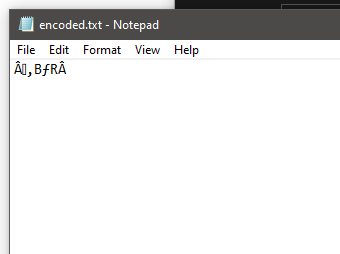 encoded.txt - Notepad
File Edit Format View Help
Â▯‚BƒRÂ